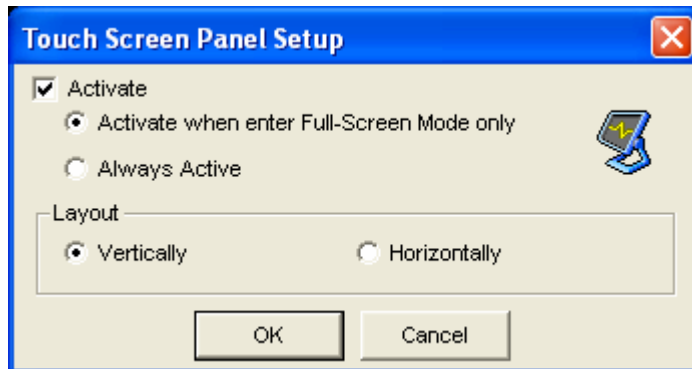 Touch Screen Panel Setup
Activate
Activate when enter Full-Screen Mode only
Always Active
Layout
Vertically Horizontally
OK Cancel